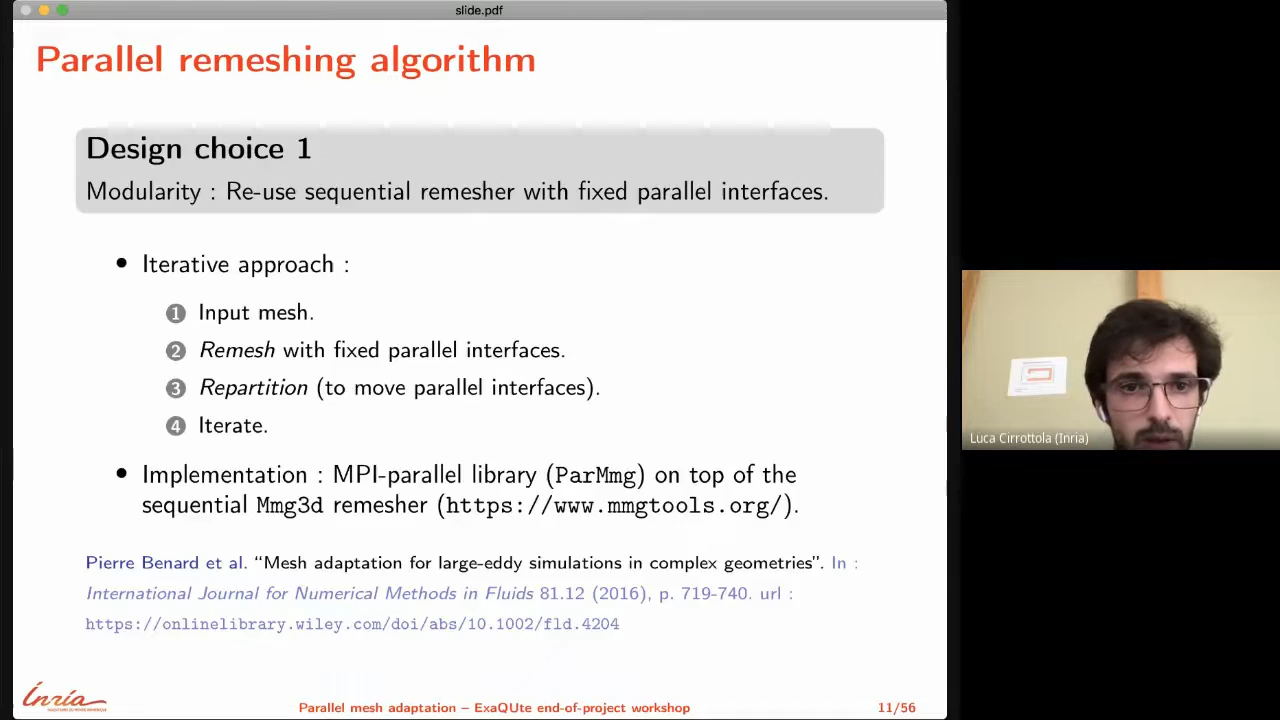 slide.pdf
Parallel remeshing algorithm
Design choice 1
Modularity : Re-use sequential remesher with fixed parallel interfaces.
• Iterative approach :
1 Input mesh.
2 Remesh with fixed parallel interfaces.
3 Repartition (to move parallel interfaces).
4 Iterate.
• Implementation : MPI-parallel library (ParMmg) on top of the
sequential Mmg3d remesher (https://www.mmgtools.org/).
Pierre Benard et al. “Mesh adaptation for large-eddy simulations in complex geometries”. In :
International Journal for Numerical Methods in Fluids 81.12 (2016), p. 719-740. url :
https://onlinelibrary.wiley.com/doi/abs/10.1002/fld.4204
Inria
Parallel mesh adaptation – ExaQUte end-of-project workshop
11/56
Luca Cirrottola (Inria)